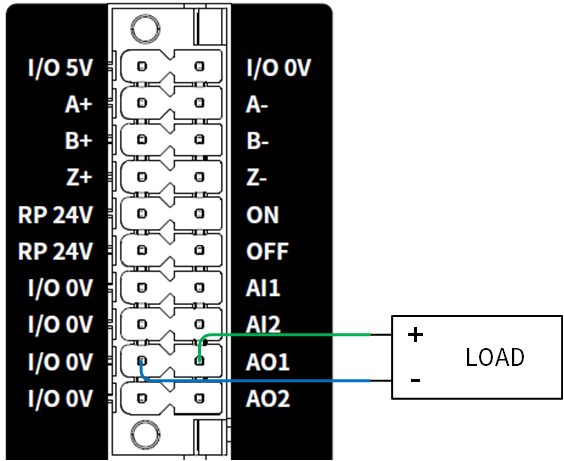 I/O 5V I/O 0V
A+ A-
B+ B-
Z+ Z-
RP 24V ON
RP 24V OFF
I/O 0V AI1
I/O 0V AI2
I/O 0V AO1
I/O 0V AO2
+
LOAD
-